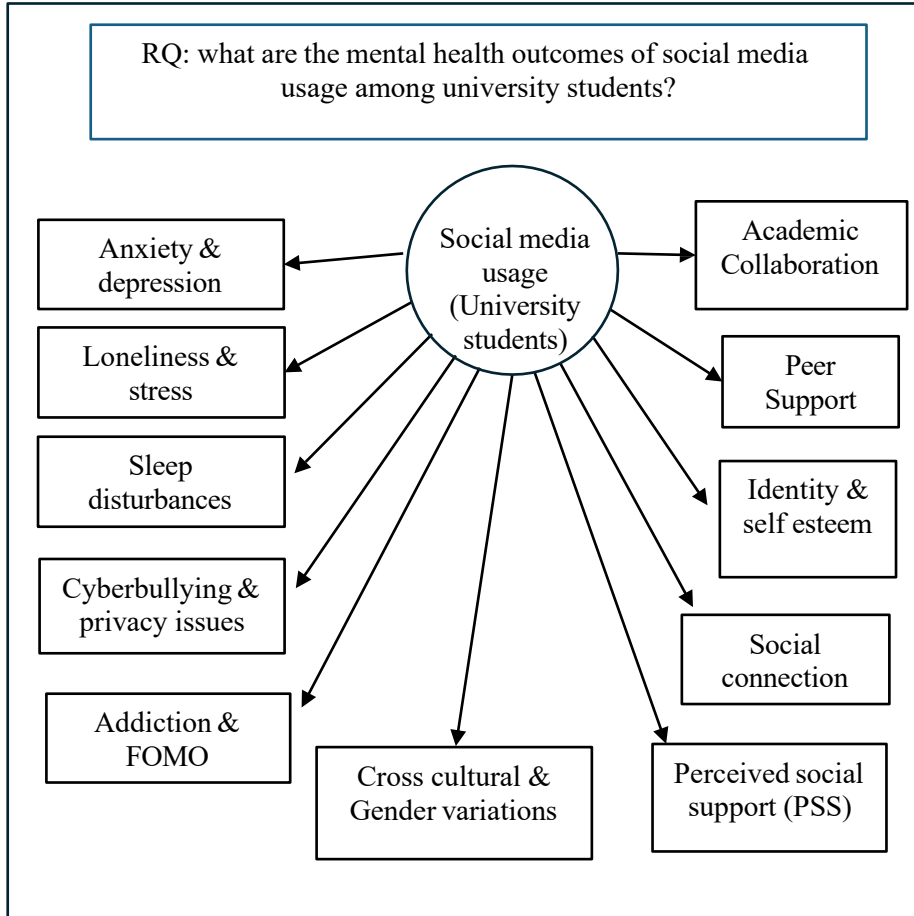 RQ: what are the mental health outcomes of social media
usage among university students?
Social media
usage
(University
students)
Anxiety &
depression
Loneliness &
stress
Sleep
disturbances
Cyberbullying &
privacy issues
Addiction &
FOMO
Cross cultural &
Gender variations
Academic
Collaboration
Peer
Support
Identity &
self esteem
Social
connection
Perceived social
support (PSS)